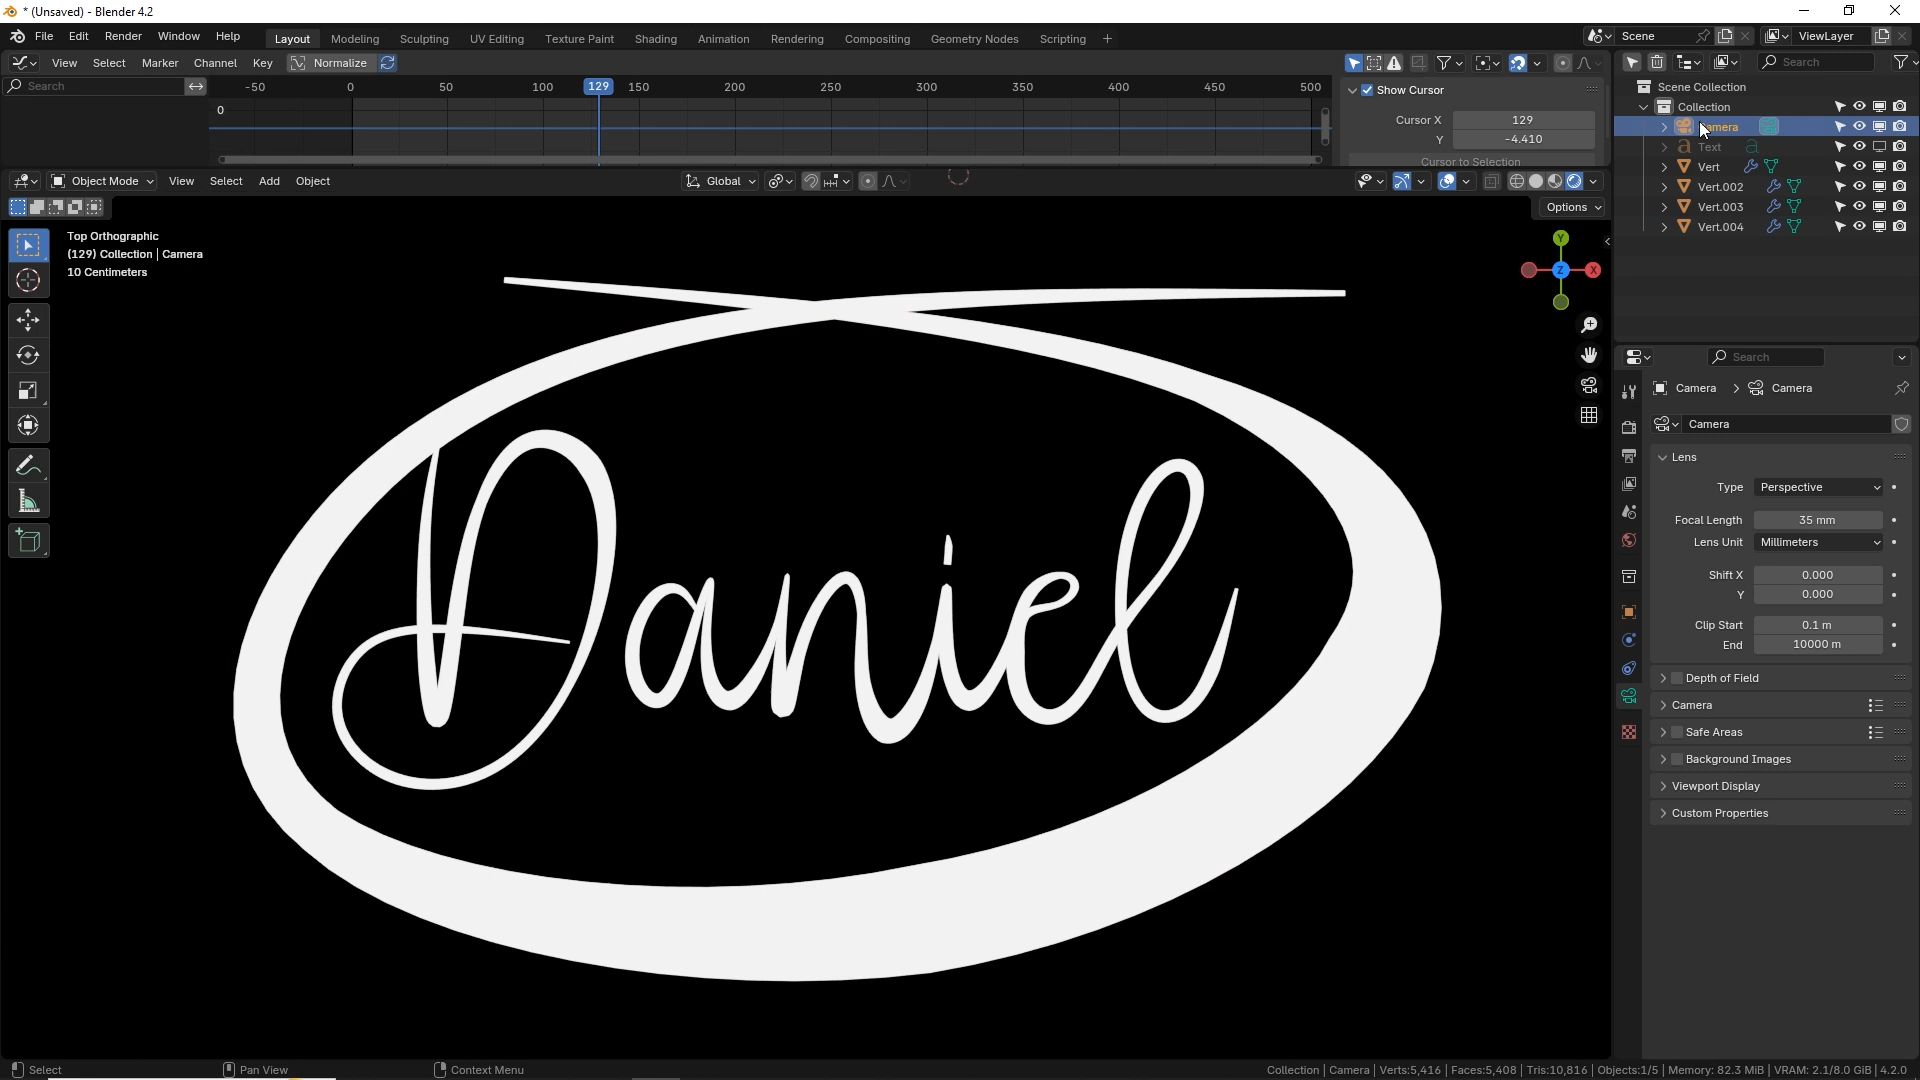 * (Unsaved) - Blender 4.2
File Edit Render Window Help
Layout Modeling Sculpting UV Editing Texture Paint Shading Animation Rendering Compositing Geometry Nodes Scripting +
Scene ViewLayer
View Select Marker Channel Key Normalize
Search
Search -50 0 50 100 129 150 200 250 300 350 400 450 500
0
Show Cursor
Cursor X 129
Y -4.410
Cursor to Selection
Scene Collection
Collection
Camera
Text
Vert
Vert.002
Vert.003
Vert.004
Object Mode View Select Add Object Global
Options
Top Orthographic
(129) Collection | Camera
10 Centimeters
Y
Z X
Daniel
Search
Camera > Camera
Camera
Lens
Type Perspective
Focal Length 35 mm
Lens Unit Millimeters
Shift X 0.000
Y 0.000
Clip Start 0.1 m
End 10000 m
Depth of Field
Camera
Safe Areas
Background Images
Viewport Display
Custom Properties
Select Pan View Context Menu
Collection | Camera | Verts:5,416 | Faces:5,408 | Tris:10,816 | Objects:1/5 | Memory: 82.3 MiB | VRAM: 2.1/8.0 GiB | 4.2.0